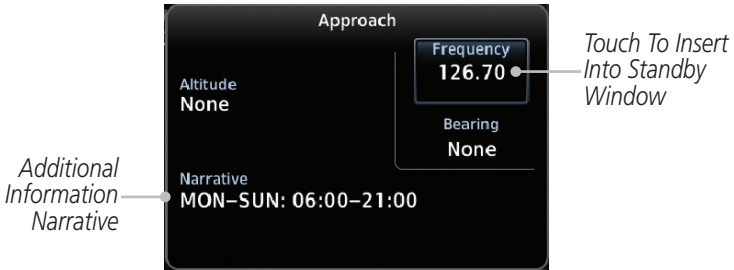 Approach
Frequency
126.70
Touch To Insert
Into Standby
Window
Altitude
None
Bearing
None
Additional
Information
Narrative
Narrative
MON–SUN: 06:00–21:00